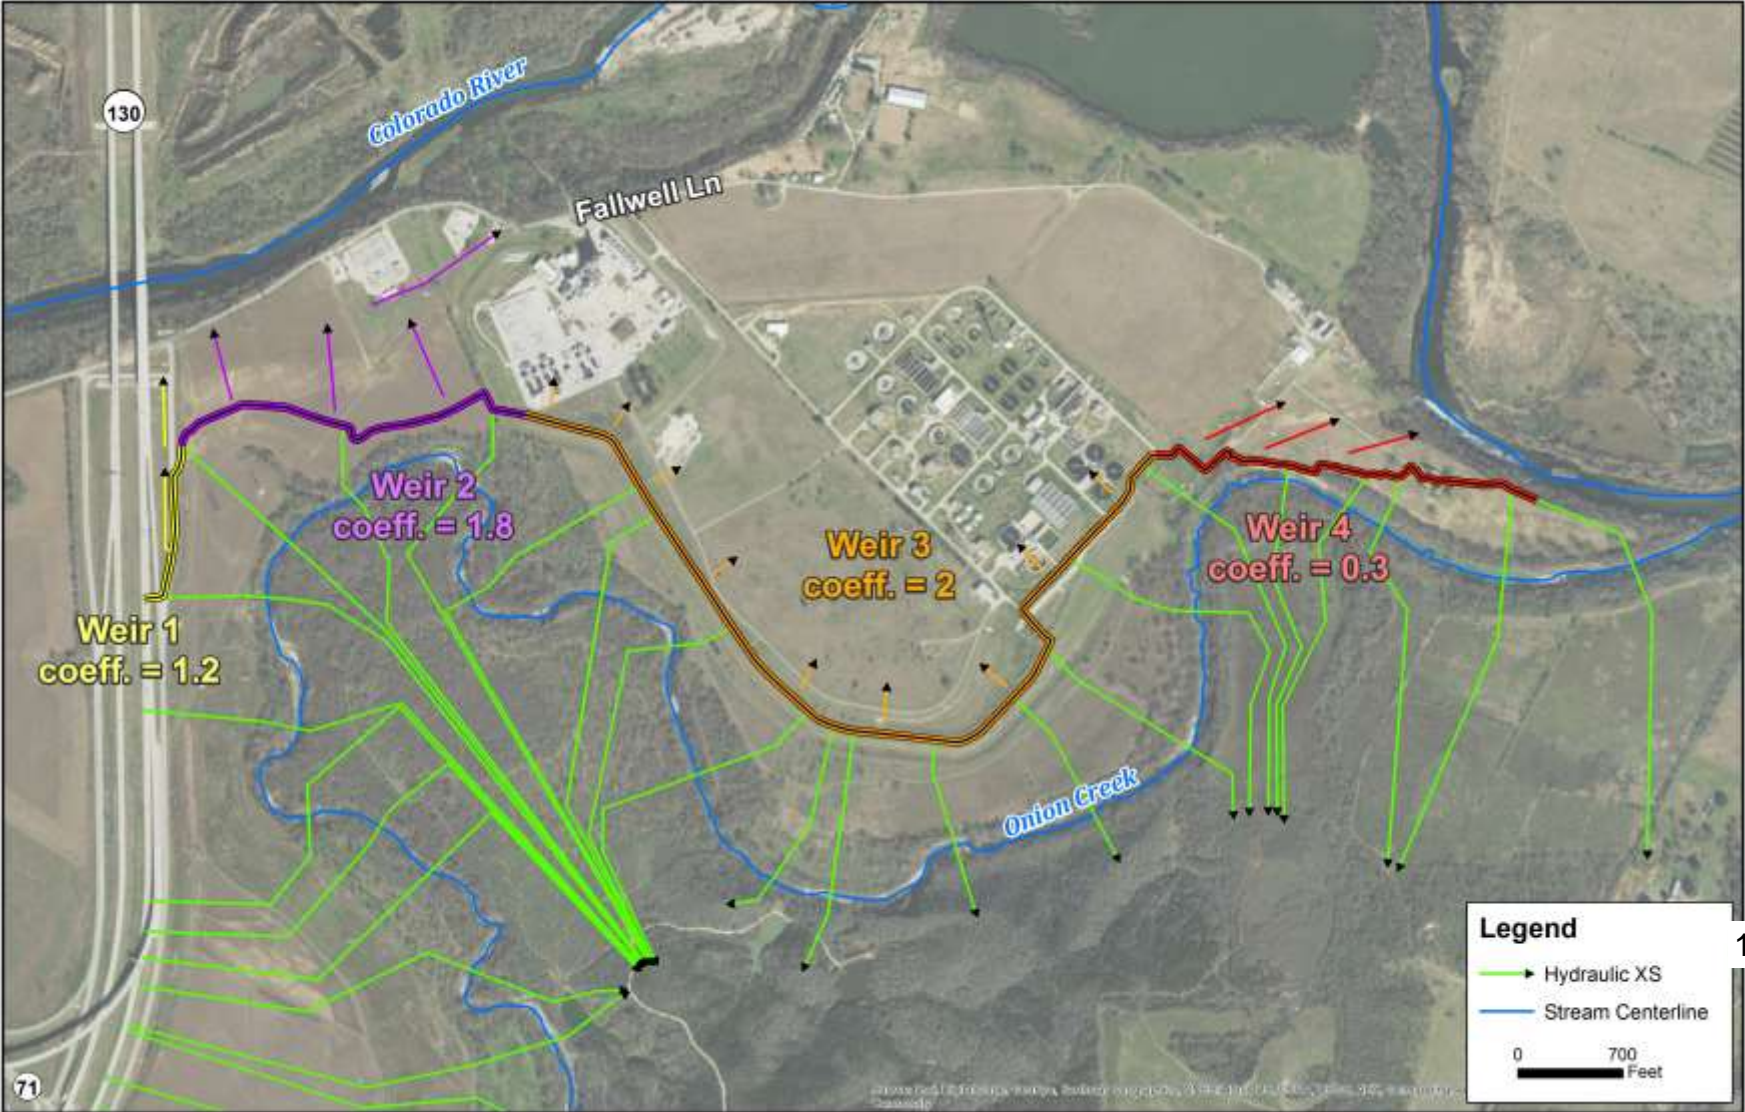 130
Colorado River
Fallwell Ln
Weir 2
coeff. = 1.8
Weir 3
coeff. = 2
Weir 4
coeff. = 0.3
Weir 1
coeff. = 1.2
Onion Creek
Legend
1
Hydraulic XS
Stream Centerline
0 700
Feet
71